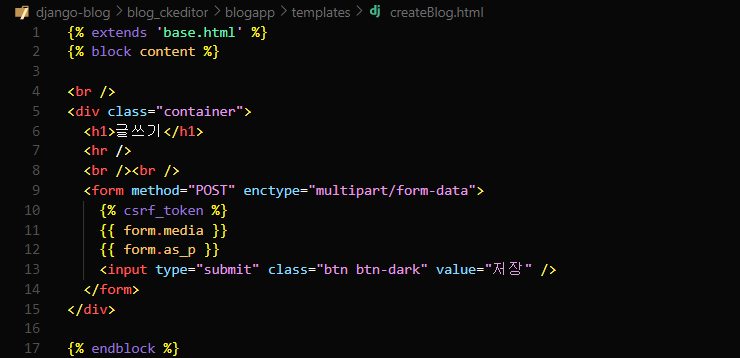 django-blog > blog_ckeditor > blogapp > templates > dj createBlog.html
1 {% extends 'base.html' %}
2 {% block content %}
3
4 <br />
5 <div class="container">
6 <h1>글쓰기</h1>
7 <hr />
8 <br /><br />
9 <form method="POST" enctype="multipart/form-data">
10 {% csrf_token %}
11 {{ form.media }}
12 {{ form.as_p }}
13 <input type="submit" class="btn btn-dark" value="저장" />
14 </form>
15 </div>
16
17 {% endblock %}